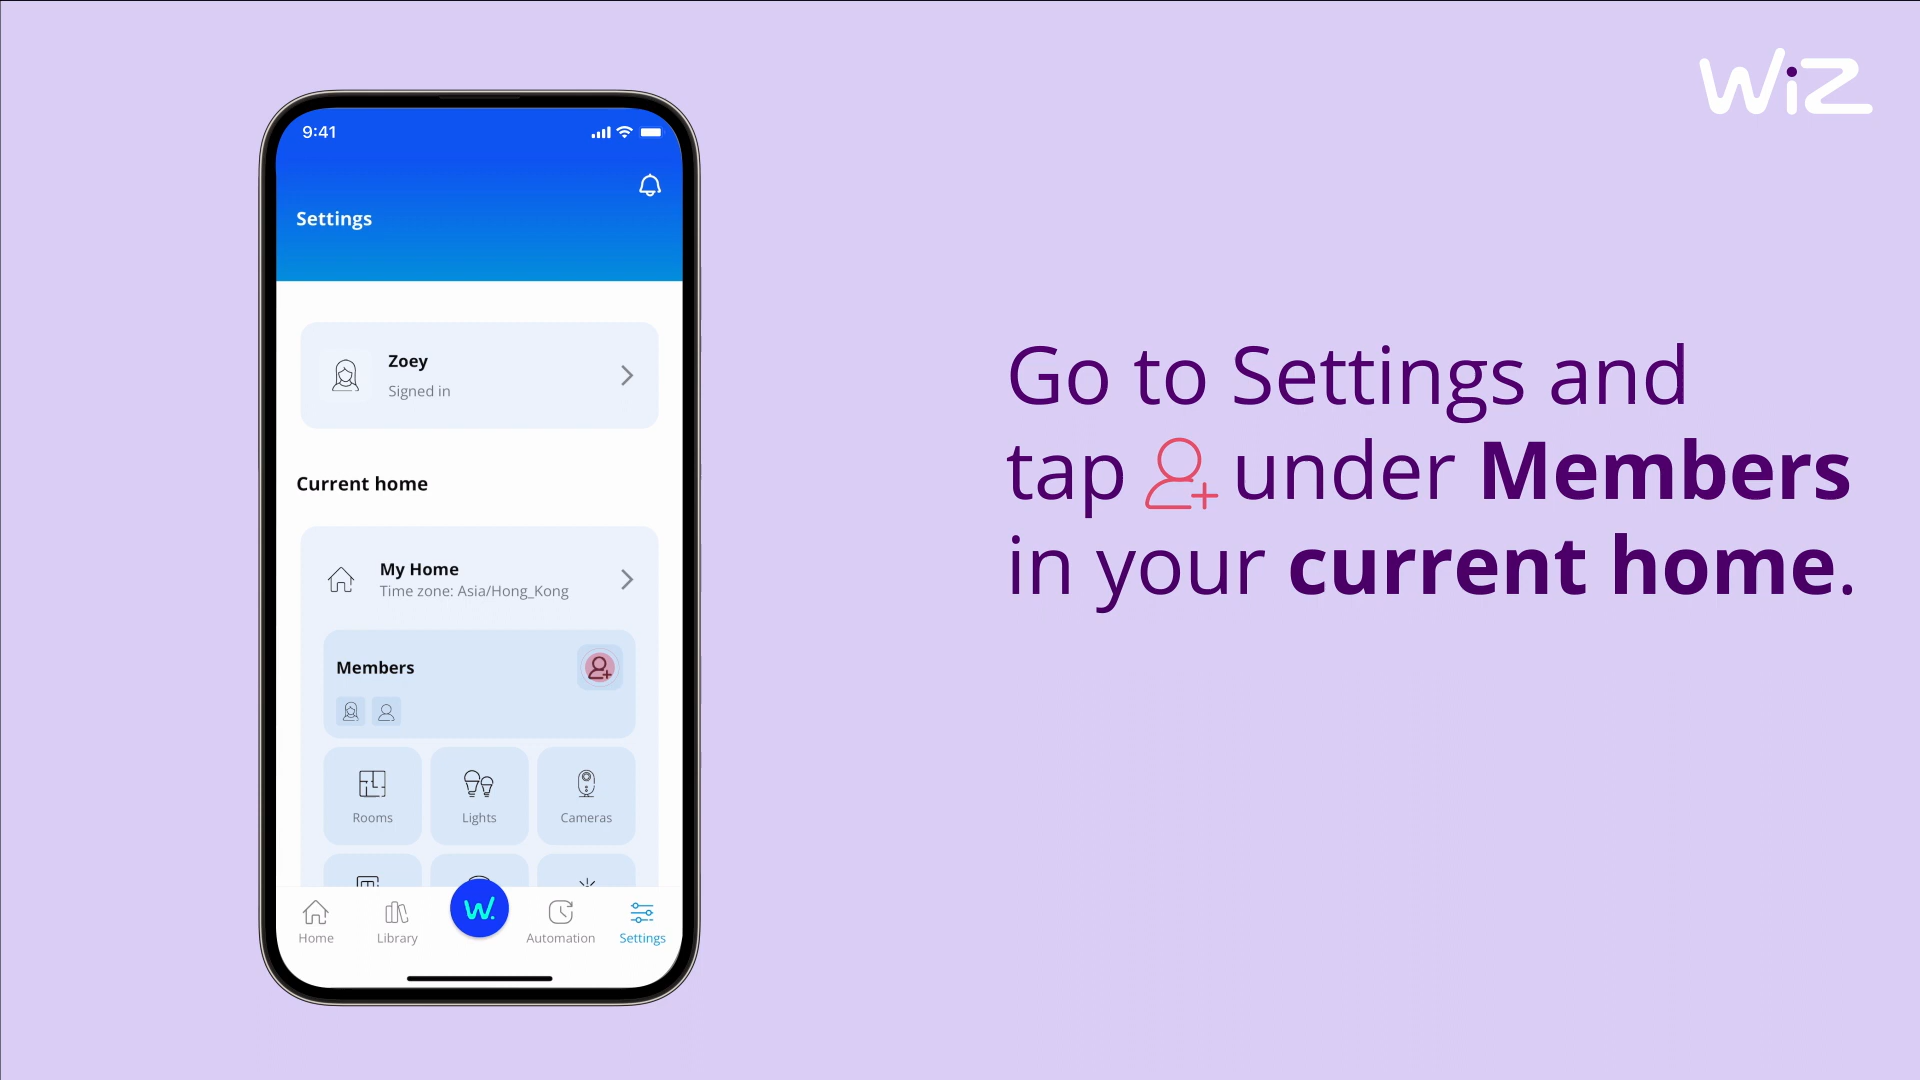 WiZ
9:41
Settings
Zoey
Signed in
Current home
My Home
Time zone: Asia/Hong_Kong
Members
Rooms
Lights
Cameras
W.
Home
Library
Automation
Settings
Go to Settings and
tap under Members
in your current home.